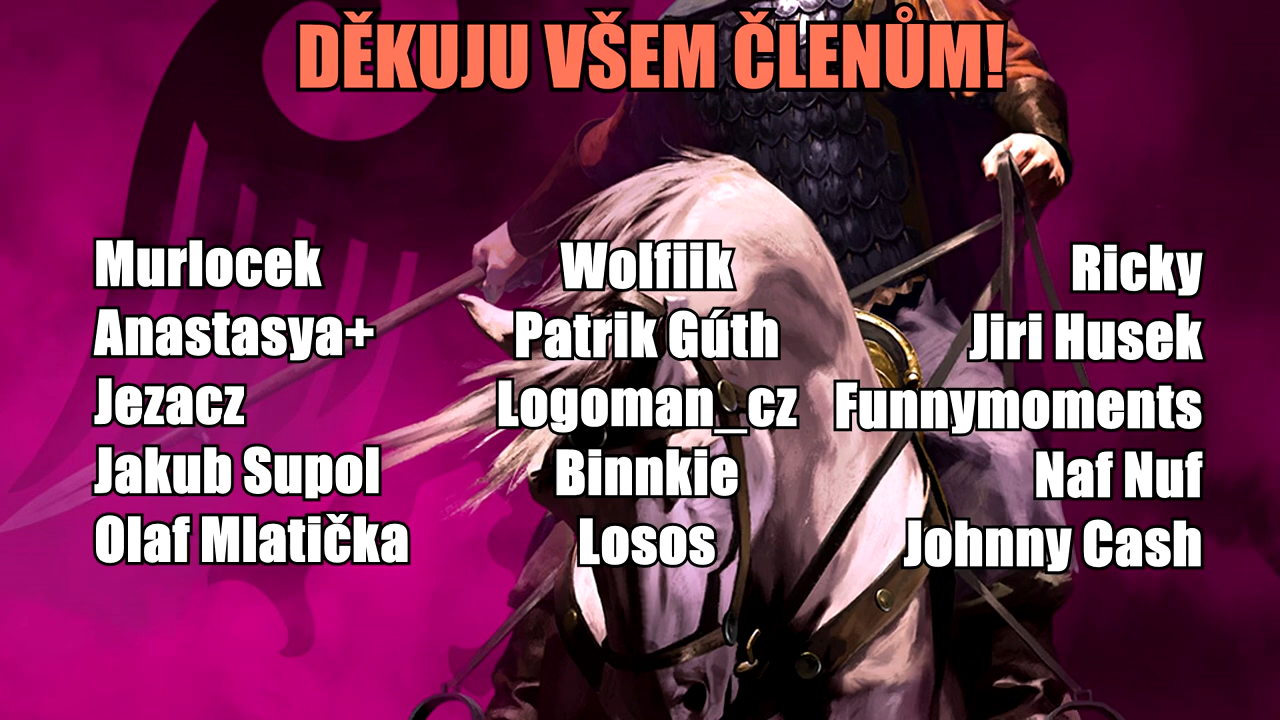 DĚKUJU VŠEM ČLENŮM!
Murlocek
Anastasya+
Jezacz
Jakub Supol
Olaf Mlatička
Wolfiik
Patrik Gúth
Logoman_cz
Binnkie
Losos
Ricky
Jiri Husek
Funnymoments
Naf Nuf
Johnny Cash